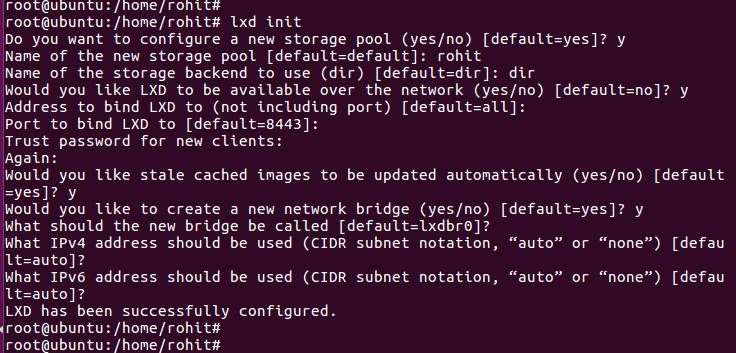 root@ubuntu:/home/rohit#
root@ubuntu:/home/rohit# lxd init
Do you want to configure a new storage pool (yes/no) [default=yes]? y
Name of the new storage pool [default=default]: rohit
Name of the storage backend to use (dir) [default=dir]: dir
Would you like LXD to be available over the network (yes/no) [default=no]? y
Address to bind LXD to (not including port) [default=all]:
Port to bind LXD to [default=8443]:
Trust password for new clients:
Again:
Would you like stale cached images to be updated automatically (yes/no) [default
=yes]? y
Would you like to create a new network bridge (yes/no) [default=yes]? y
What should the new bridge be called [default=lxdbr0]?
What IPv4 address should be used (CIDR subnet notation, “auto” or “none”) [defau
lt=auto]?
What IPv6 address should be used (CIDR subnet notation, “auto” or “none”) [defau
lt=auto]?
LXD has been successfully configured.
root@ubuntu:/home/rohit#
root@ubuntu:/home/rohit#